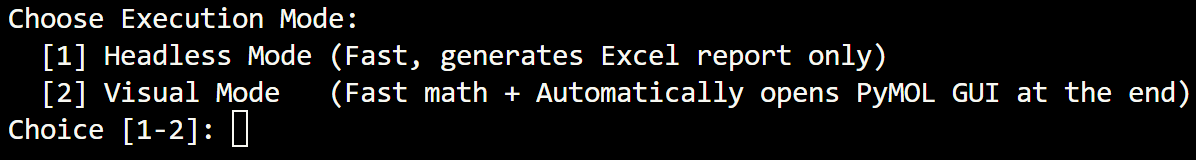 Choose Execution Mode:
  [1] Headless Mode (Fast, generates Excel report only)
  [2] Visual Mode   (Fast math + Automatically opens PyMOL GUI at the end)
Choice [1-2]: